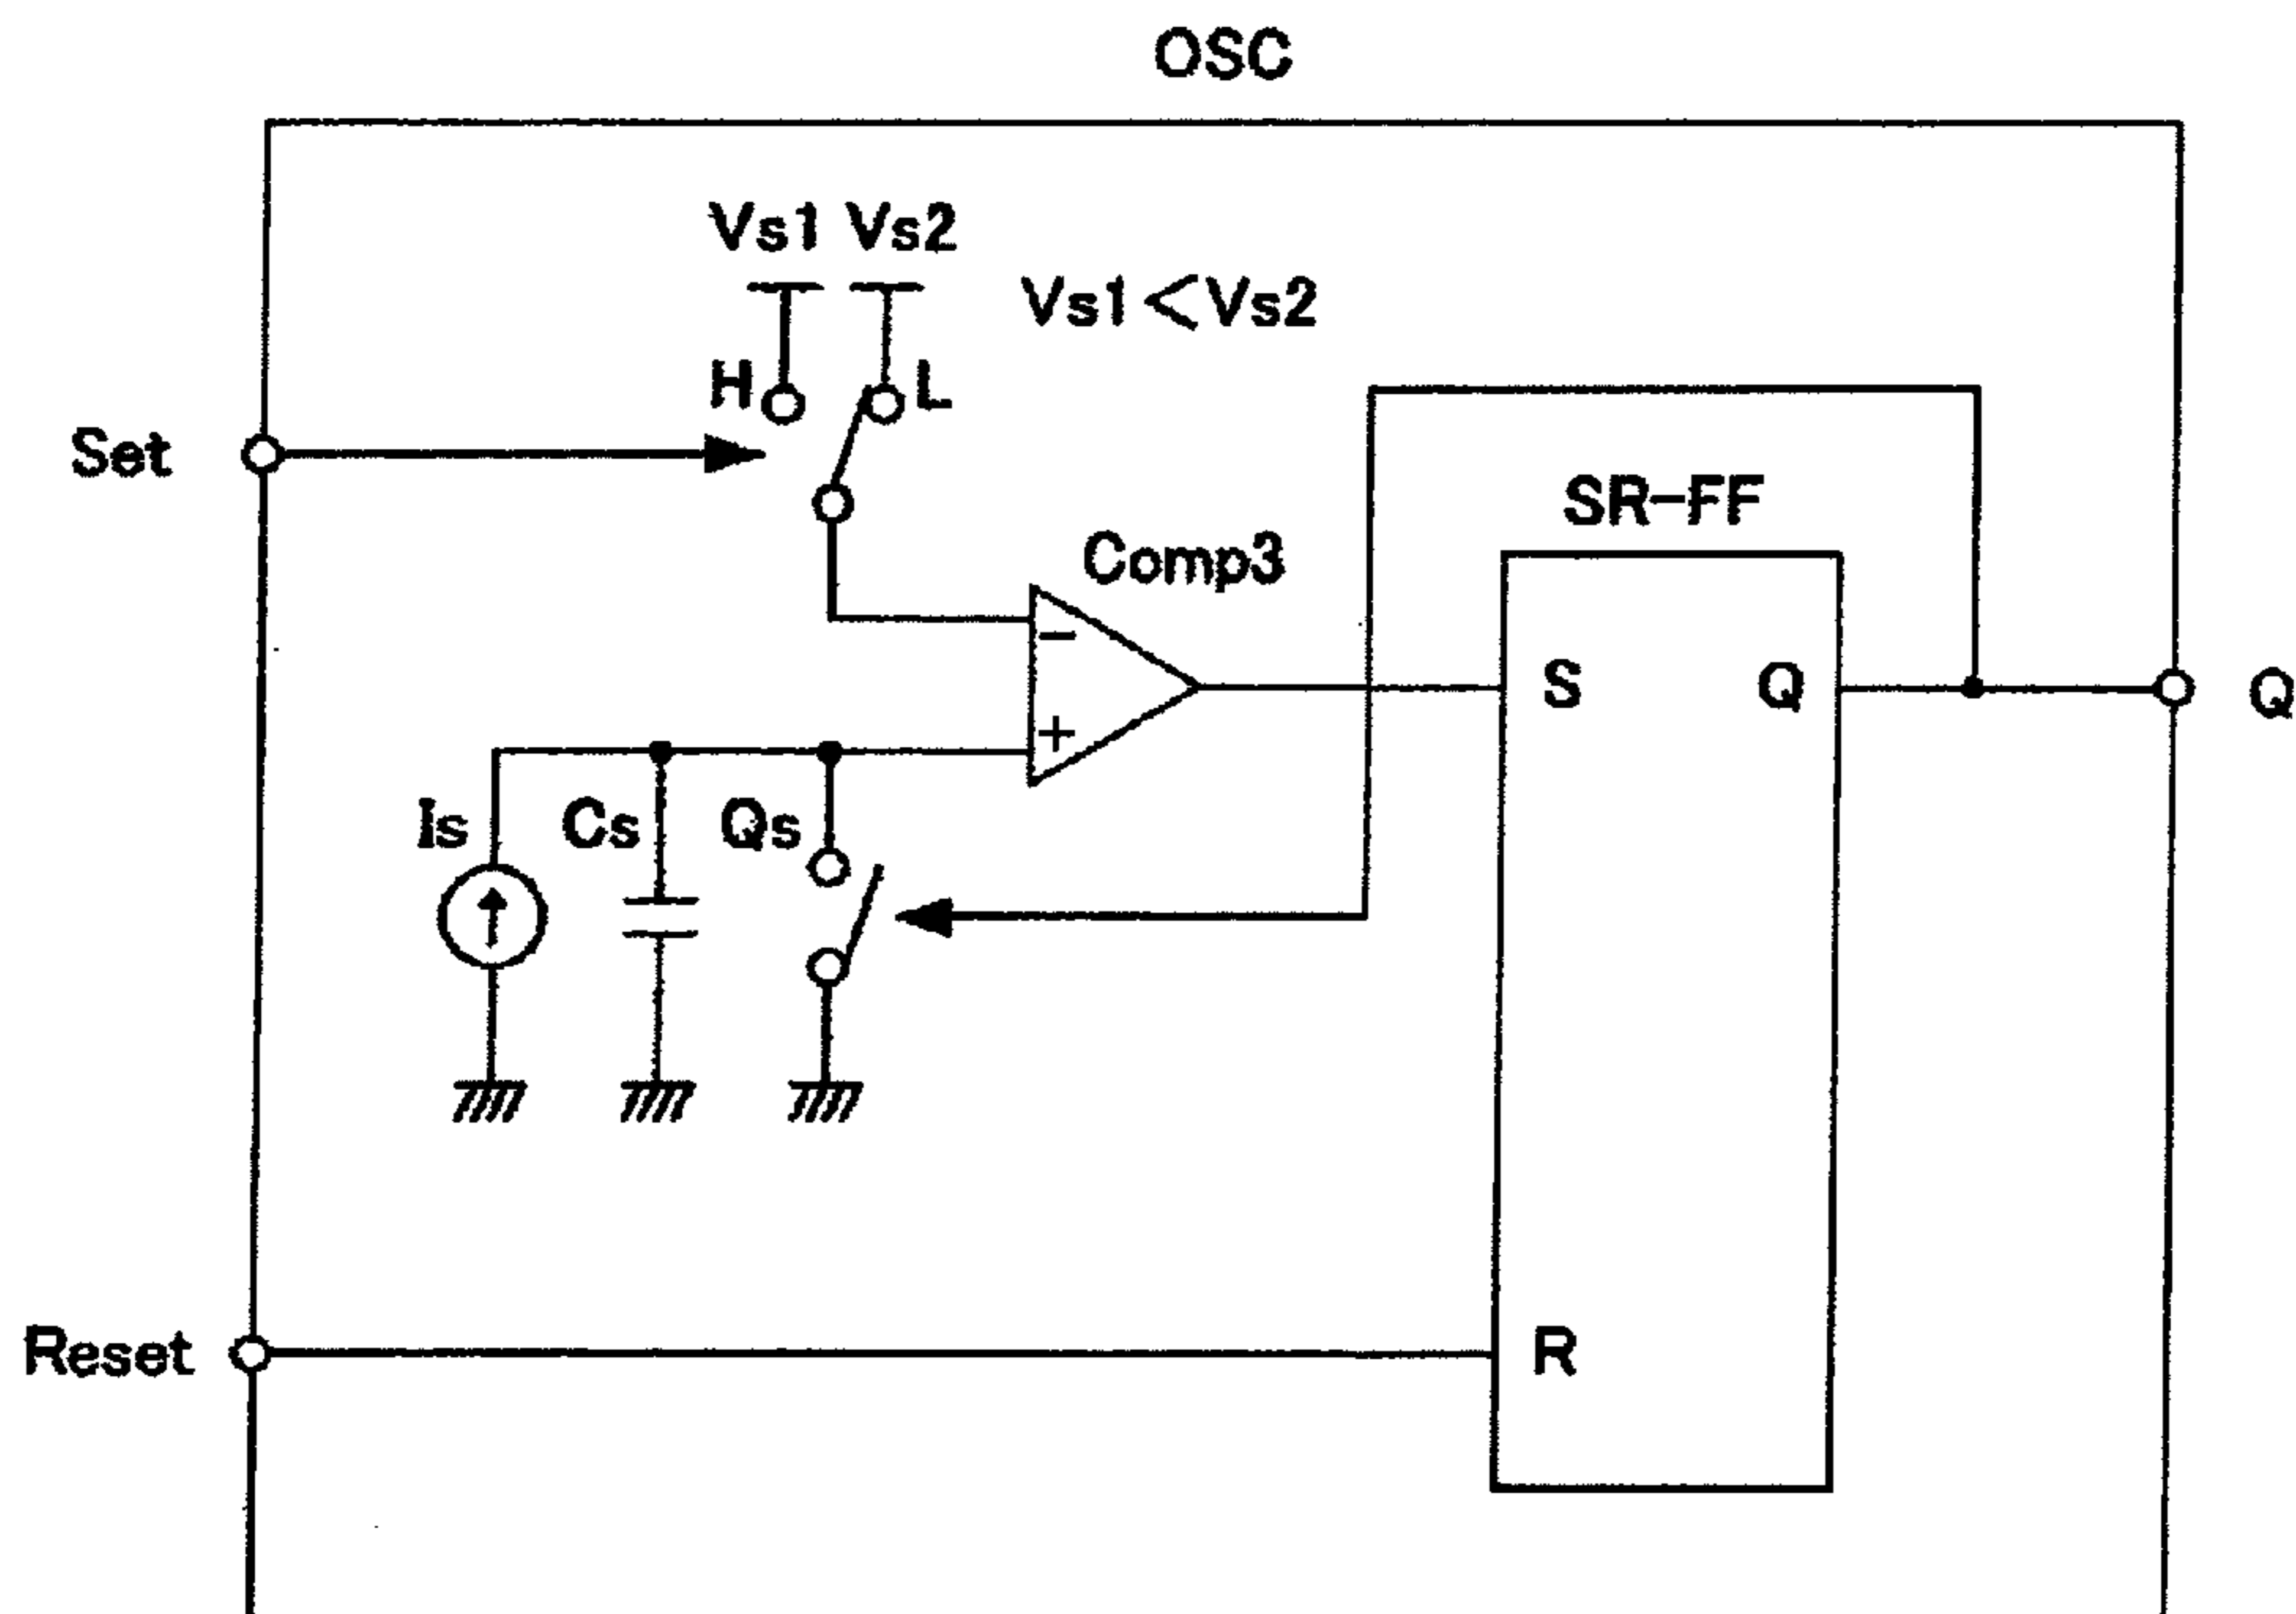 OSC
Vs1 Vs2
Vs1<Vs2
H
L
Set
SR-FF
Comp3
−
S
Q
Q
+
Is
Cs
Qs
Reset
R